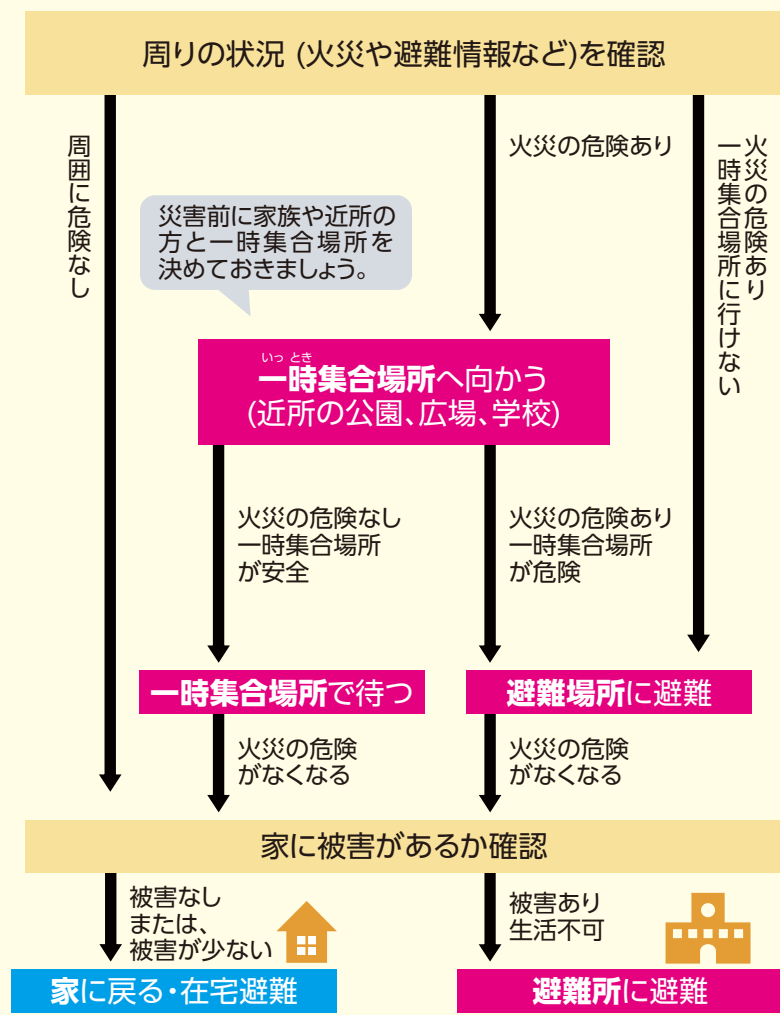 周りの状況 (火災や避難情報など)を確認
周囲に危険なし
火災の危険あり
火災の危険あり
一時集合場所に行けない
災害前に家族や近所の
方と一時集合場所を
決めておきましょう。
いっとき
一時集合場所へ向かう
(近所の公園、広場、学校)
火災の危険なし
一時集合場所
が安全
火災の危険あり
一時集合場所
が危険
一時集合場所で待つ
避難場所に避難
火災の危険
がなくなる
火災の危険
がなくなる
家に被害があるか確認
被害なし
または、
被害が少ない
被害あり
生活不可
家に戻る・在宅避難
避難所に避難